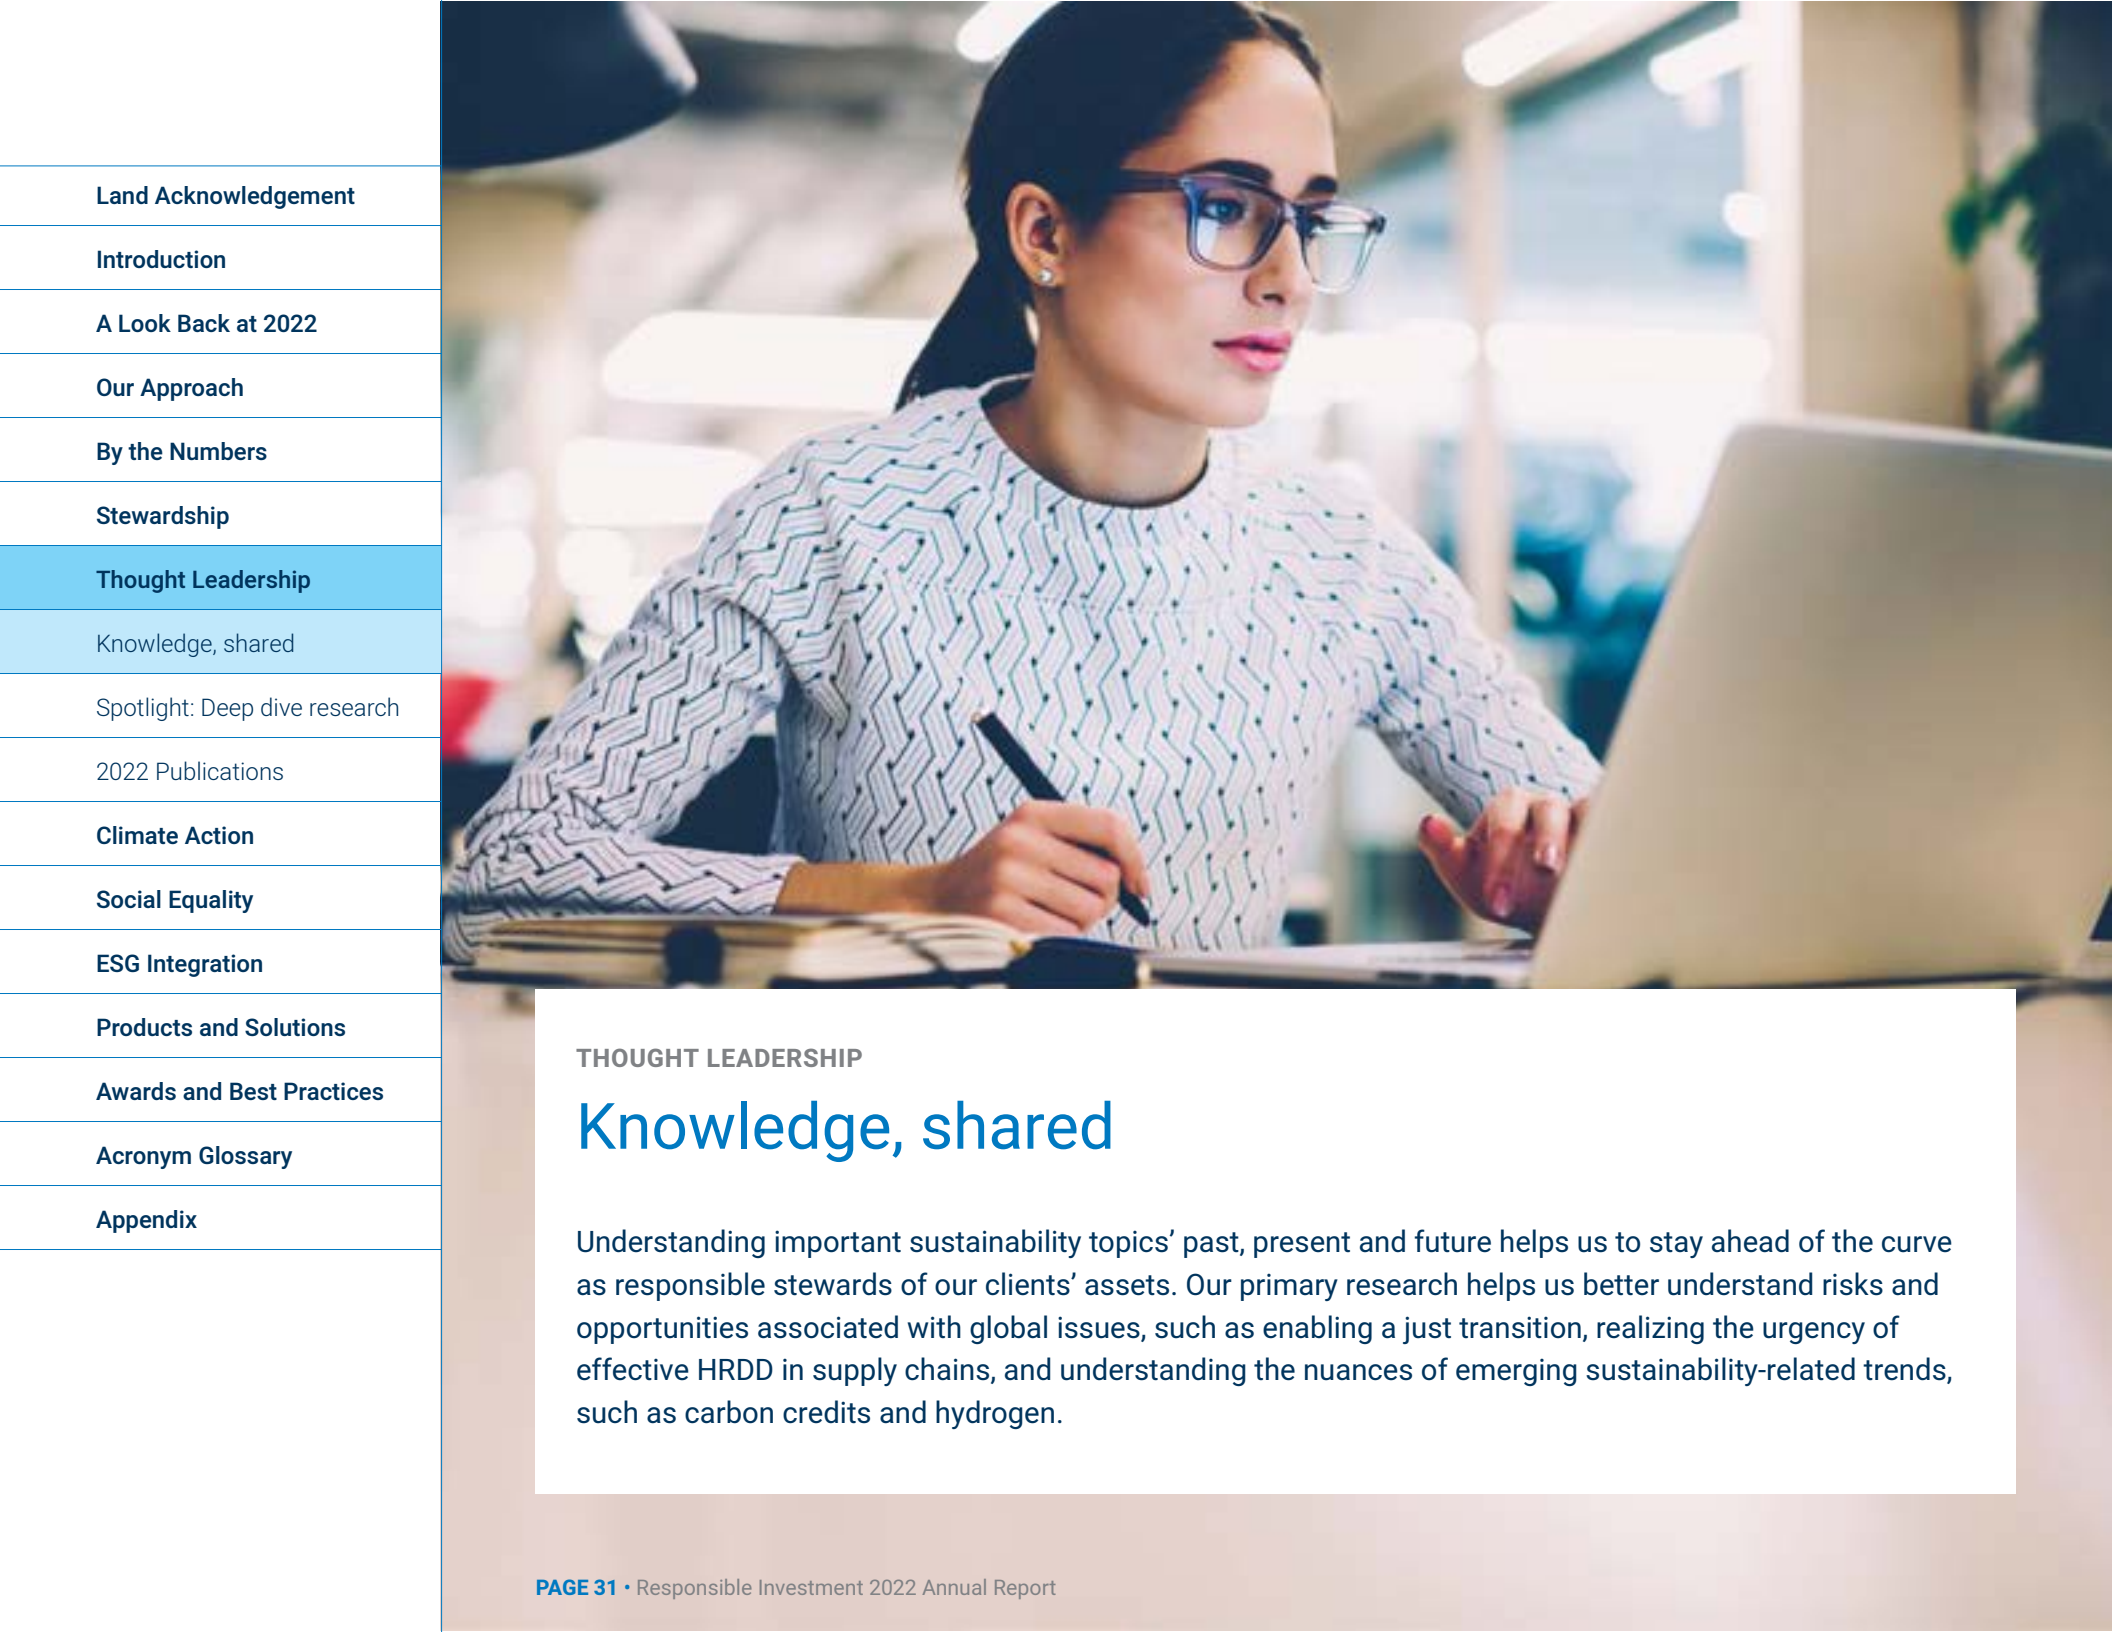 Land Acknowledgement
Introduction
A Look Back at 2022
Our Approach
By the Numbers
Stewardship
Thought Leadership
Knowledge, shared
Spotlight: Deep dive research
2022 Publications
Climate Action
Social Equality
ESG Integration
Products and Solutions
Awards and Best Practices
Acronym Glossary
Appendix
THOUGHT LEADERSHIP
Knowledge, shared
Understanding important sustainability topics’ past, present and future helps us to stay ahead of the curve
as responsible stewards of our clients’ assets. Our primary research helps us better understand risks and
opportunities associated with global issues, such as enabling a just transition, realizing the urgency of
effective HRDD in supply chains, and understanding the nuances of emerging sustainability-related trends,
such as carbon credits and hydrogen.
PAGE 31 • Responsible Investment 2022 Annual Report